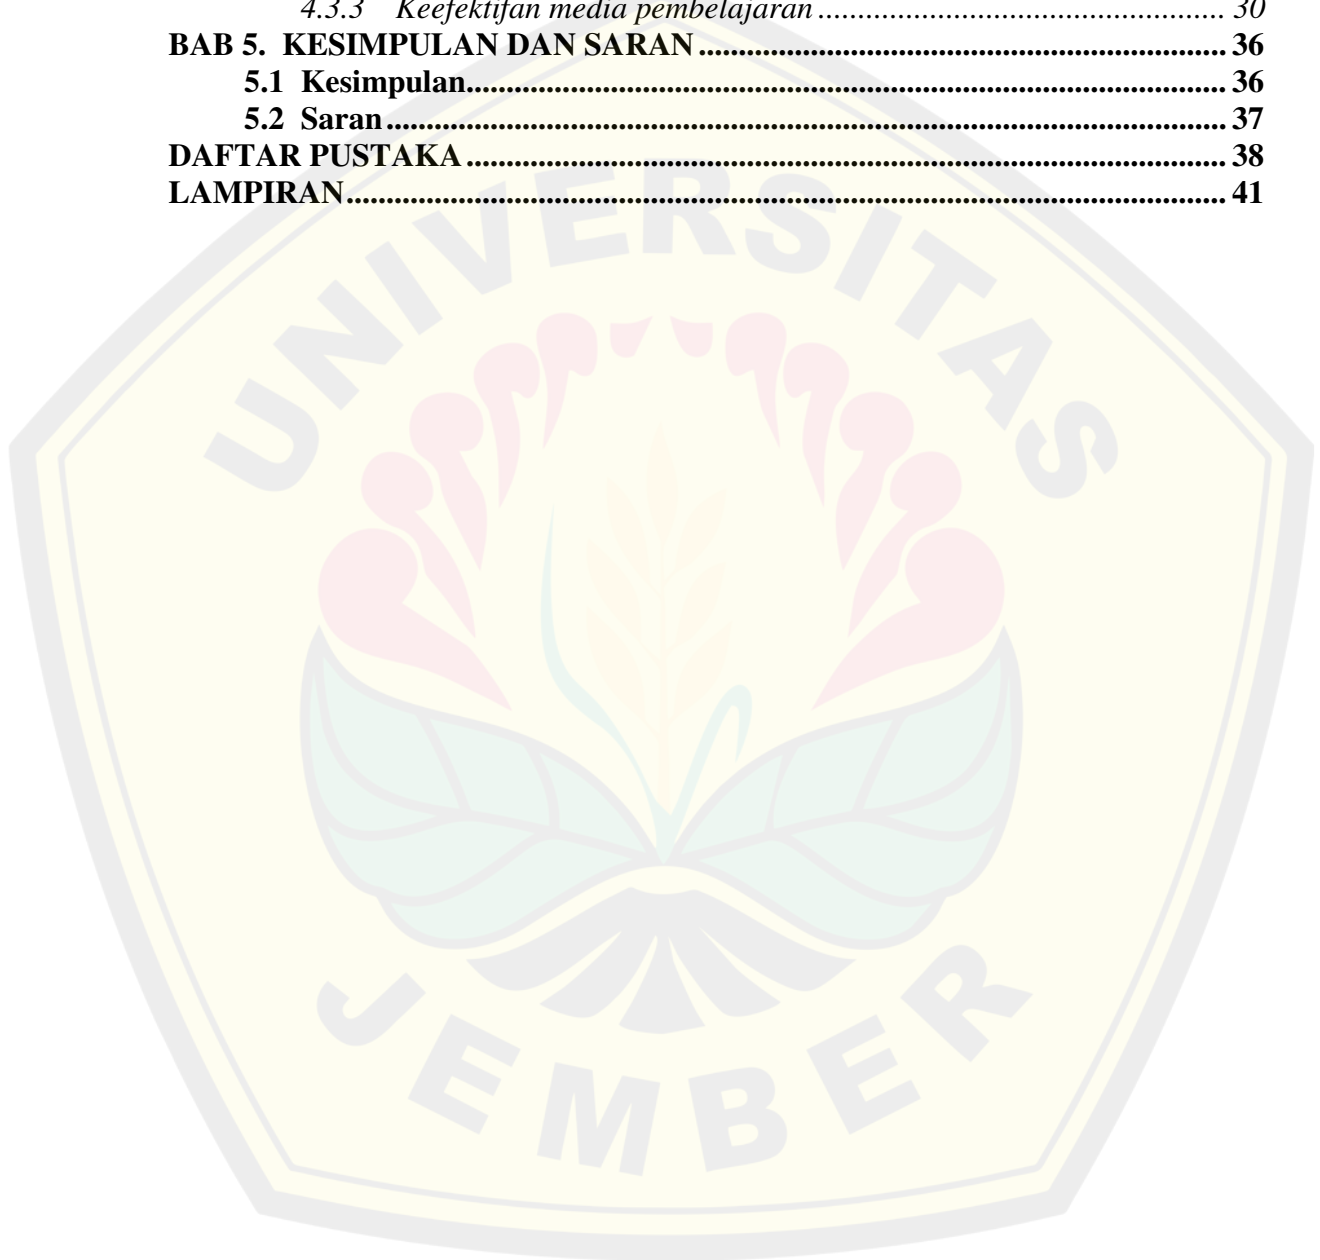 4.3.3 Keefektifan media pembelajaran .................................................... 30
BAB 5. KESIMPULAN DAN SARAN .................................................................. 36
5.1 Kesimpulan............................................................................................... 36
5.2 Saran ......................................................................................................... 37
DAFTAR PUSTAKA ............................................................................................... 38
LAMPIRAN.............................................................................................................. 41
UNIVERSITAS
JEMBER